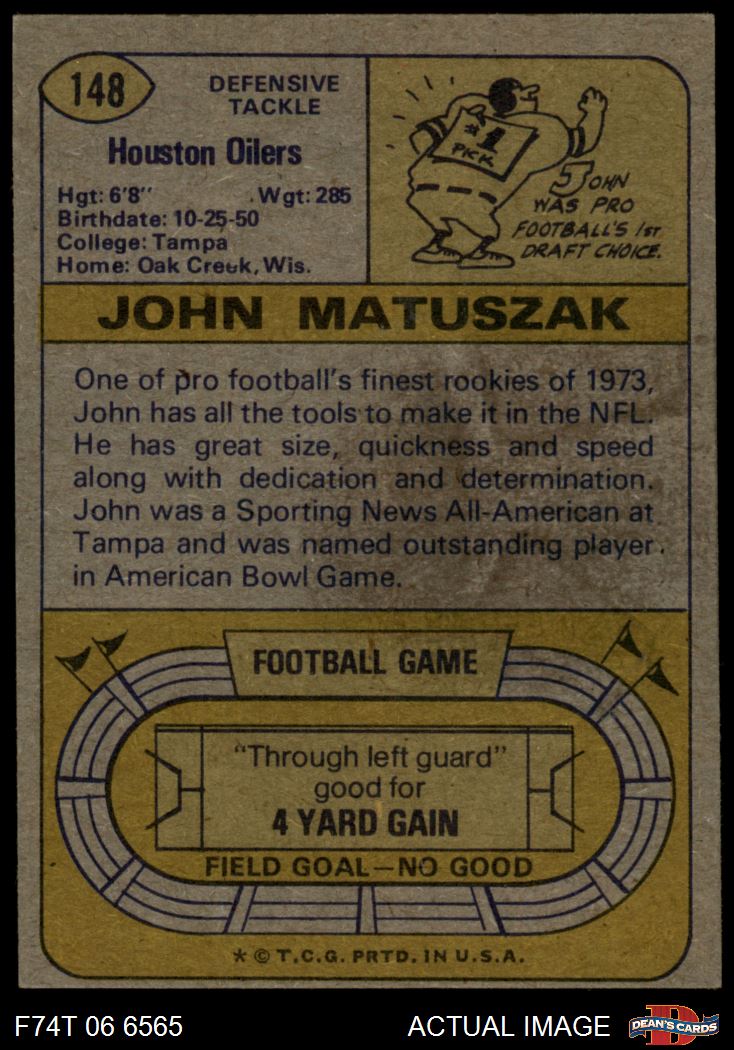 148
DEFENSIVE
TACKLE
Houston Oilers
Hgt: 6'8" Wgt: 285
Birthdate: 10-25-50
College: Tampa
Home: Oak Creek, Wis.
#1
PICK
JOHN
WAS PRO
FOOTBALL'S 1st
DRAFT CHOICE.
JOHN MATUSZAK
One of pro football's finest rookies of 1973,
John has all the tools to make it in the NFL.
He has great size, quickness and speed
along with dedication and determination.
John was a Sporting News All-American at
Tampa and was named outstanding player
in American Bowl Game.
FOOTBALL GAME
"Through left guard"
good for
4 YARD GAIN
FIELD GOAL—NO GOOD
* © T.C.G. PRTD. IN U.S.A.
F74T 06 6565 ACTUAL IMAGE DEAN'S CARDS